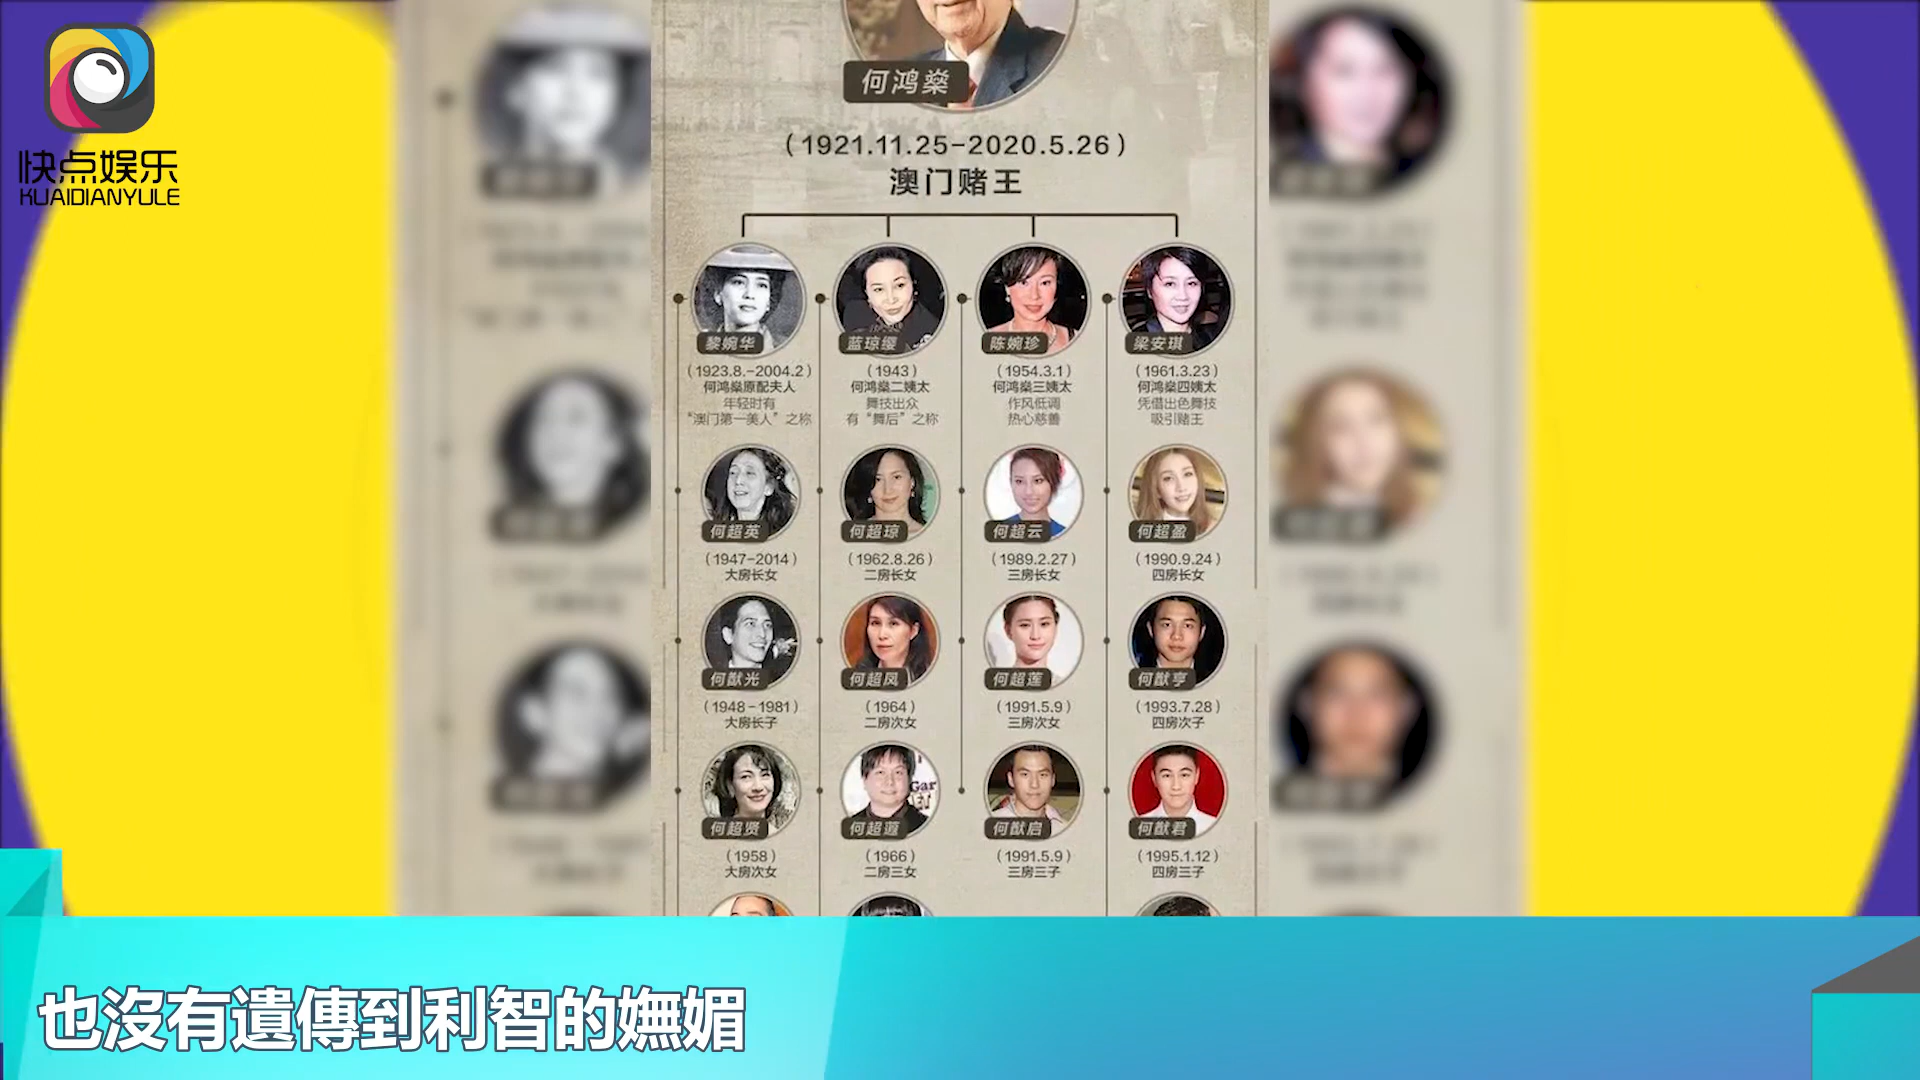 快点娱乐
KUAIDIANYULE
何鸿燊
(1921.11.25-2020.5.26)
澳门赌王
黎婉华
蓝琼缨
陈婉珍
梁安琪
(1923.8.-2004.2)
何鸿燊原配夫人
年轻时有
“澳门第一美人”之称
(1943)
何鸿燊二姨太
舞技出众
有“舞后”之称
(1954.3.1)
何鸿燊三姨太
作风低调
热心慈善
(1961.3.23)
何鸿燊四姨太
凭借出色舞技
吸引赌王
何超英
何超琼
何超云
何超盈
(1947-2014)
大房长女
(1962.8.26)
二房长女
(1989.2.27)
三房长女
(1990.9.24)
四房长女
何猷光
何超凤
何超莲
何猷亨
(1948-1981)
大房长子
(1964)
二房次女
(1991.5.9)
三房次女
(1993.7.28)
四房次子
何超贤
何超蕸
何猷启
何猷君
(1958)
大房次女
(1966)
二房三女
(1991.5.9)
三房三子
(1995.1.12)
四房三子
也沒有遺傳到利智的嫵媚